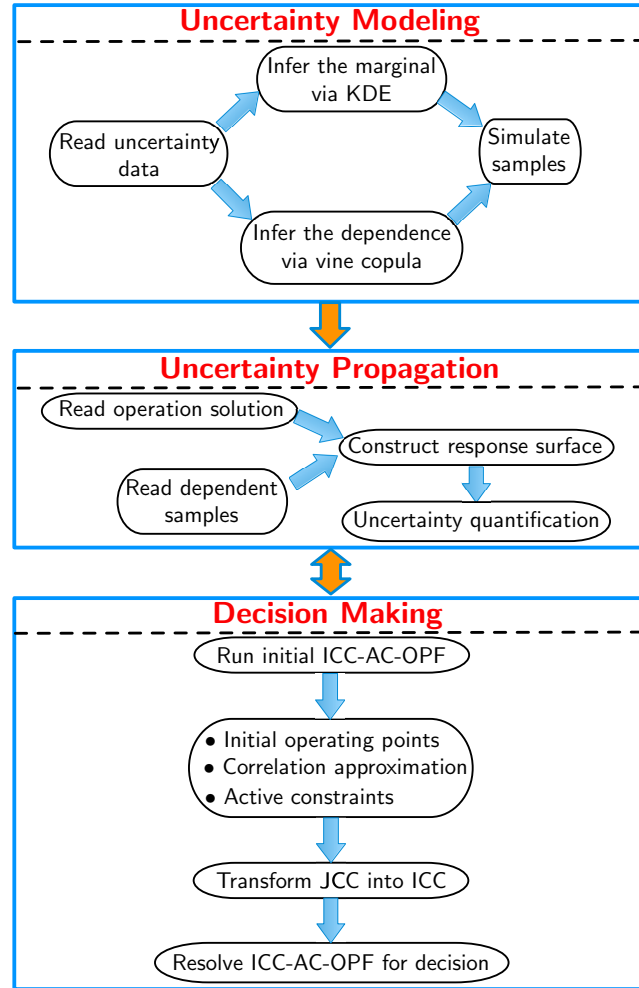 Uncertainty Modeling
Infer the marginal
via KDE
Read uncertainty
data
Simulate
samples
Infer the dependence
via vine copula
Uncertainty Propagation
Read operation solution
Construct response surface
Read dependent
samples
Uncertainty quantification
Decision Making
Run initial ICC-AC-OPF
• Initial operating points
• Correlation approximation
• Active constraints
Transform JCC into ICC
Resolve ICC-AC-OPF for decision